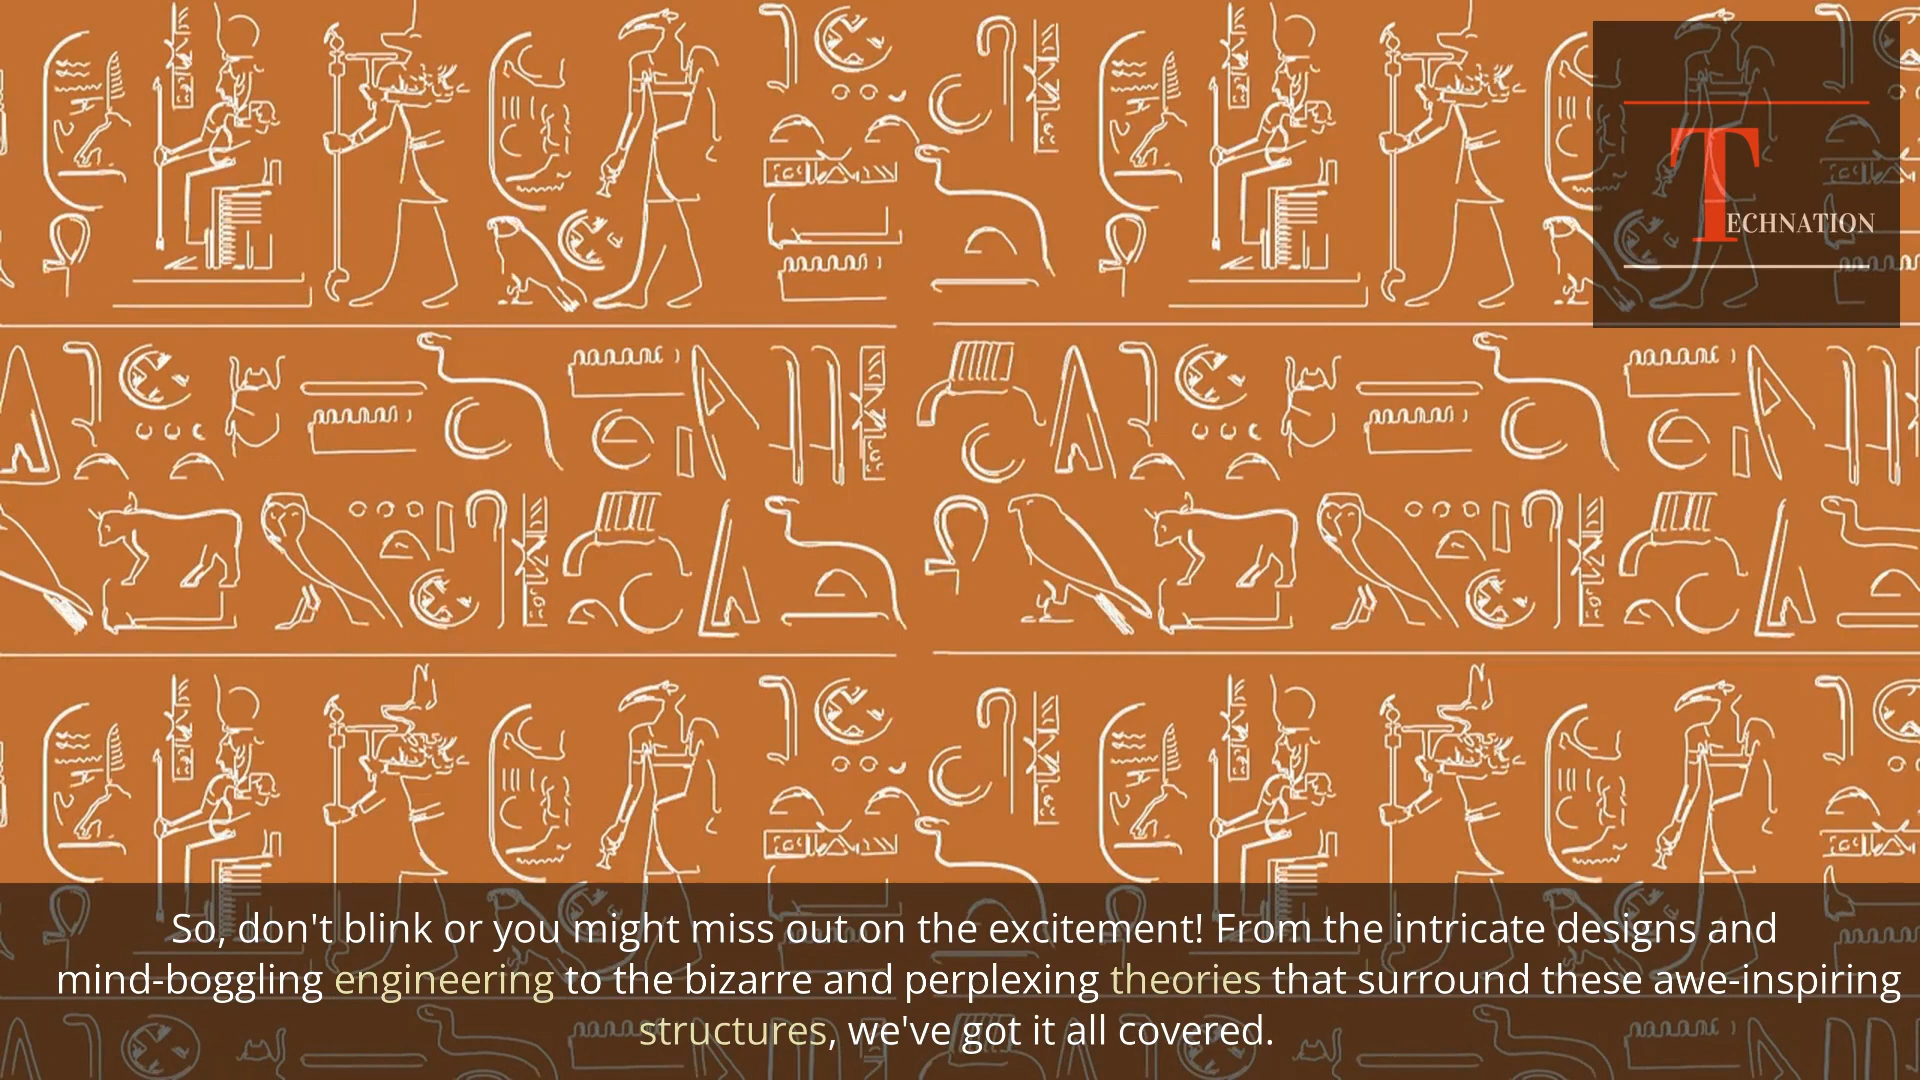 TECHNATION
So, don't blink or you might miss out on the excitement! From the intricate designs and
mind-boggling engineering to the bizarre and perplexing theories that surround these awe-inspiring
structures, we've got it all covered.